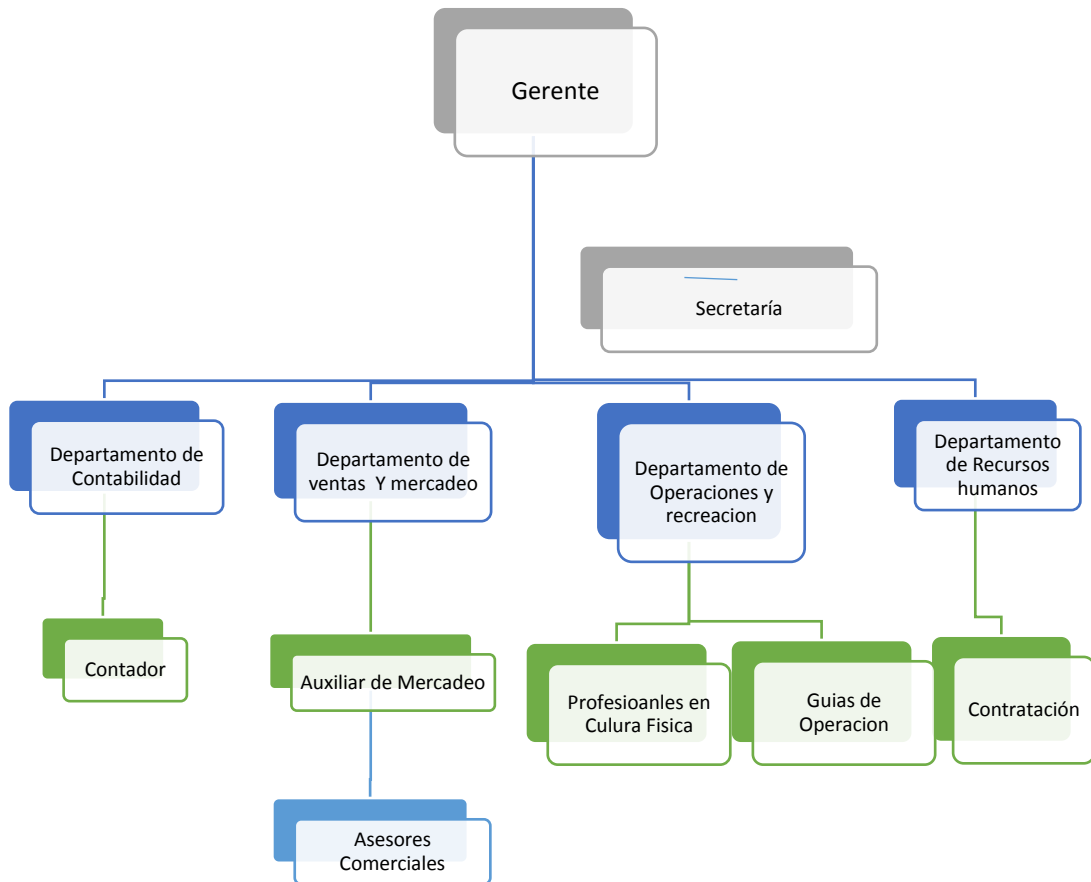 Gerente
Secretaría
Departamento de
Contabilidad
Departamento de
ventas Y mercadeo
Departamento de
Operaciones y
recreacion
Departamento
de Recursos
humanos
Contador
Auxiliar de Mercadeo
Profesioanles en
Culura Fisica
Guias de
Operacion
Contratación
Asesores
Comerciales